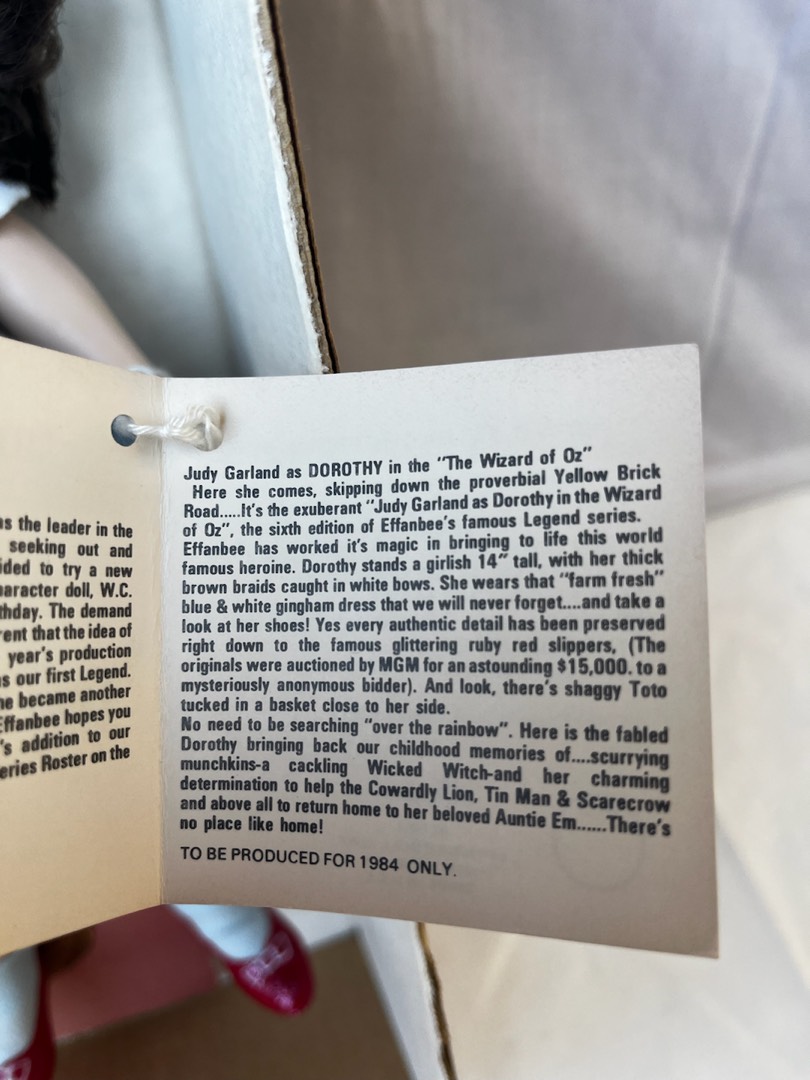 as the leader in the
seeking out and
ided to try a new
aracter doll, W.C.
thday. The demand
rent that the idea of
year's production
s our first Legend.
ne became another
Effanbee hopes you
's addition to our
eries Roster on the
Judy Garland as DOROTHY in the "The Wizard of Oz"
Here she comes, skipping down the proverbial Yellow Brick
Road.....It's the exuberant "Judy Garland as Dorothy in the Wizard
of Oz", the sixth edition of Effanbee's famous Legend series.
Effanbee has worked it's magic in bringing to life this world
famous heroine. Dorothy stands a girlish 14" tall, with her thick
brown braids caught in white bows. She wears that "farm fresh"
blue & white gingham dress that we will never forget....and take a
look at her shoes! Yes every authentic detail has been preserved
right down to the famous glittering ruby red slippers, (The
originals were auctioned by MGM for an astounding $15,000. to a
mysteriously anonymous bidder). And look, there's shaggy Toto
tucked in a basket close to her side.
No need to be searching "over the rainbow". Here is the fabled
Dorothy bringing back our childhood memories of....scurrying
munchkins-a cackling Wicked Witch-and her charming
determination to help the Cowardly Lion, Tin Man & Scarecrow
and above all to return home to her beloved Auntie Em......There's
no place like home!
TO BE PRODUCED FOR 1984 ONLY.